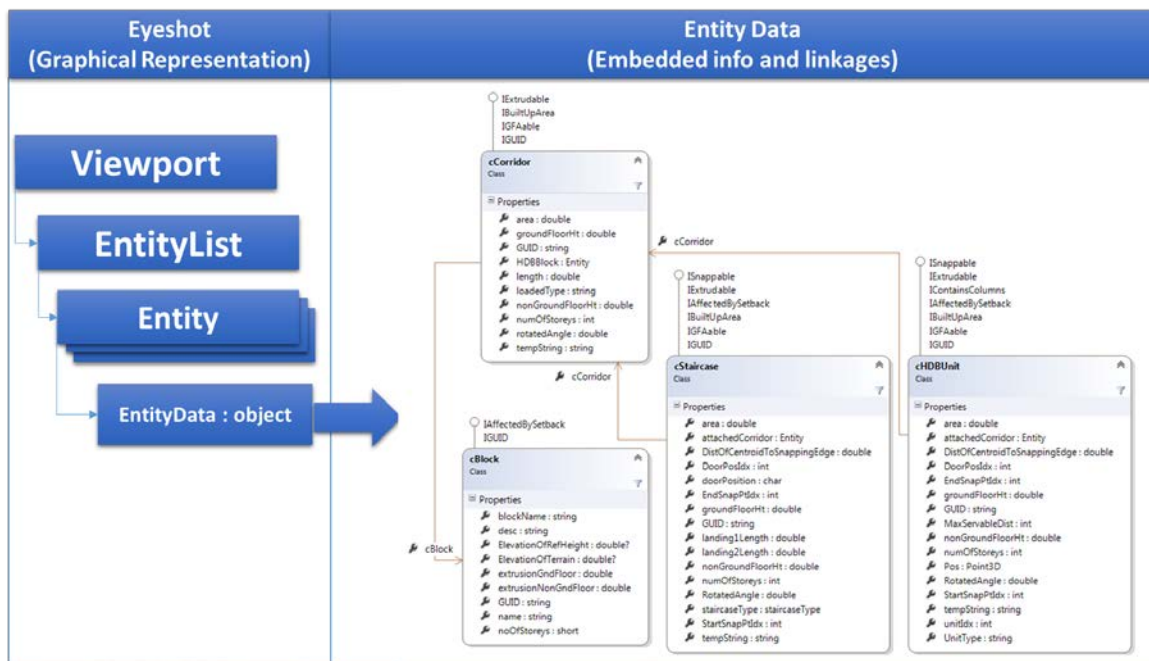 Eyeshot
(Graphical Representation)
Entity Data
(Embedded info and linkages)
Viewport
EntityList
Entity
EntityData : object
IExtrudable
IBuiltUpArea
IGFAable
IGUID
cCorridor
Class
Properties
area : double
groundFloorHt : double
GUID : string
HDBBlock : Entity
length : double
loadedType : string
nonGroundFloorHt : double
numOfStoreys : int
rotatedAngle : double
tempString : string
cCorridor
cCorridor
cBlock
IAffectedBySetback
IGUID
cBlock
Class
Properties
blockName : string
desc : string
ElevationOfRefHeight : double?
ElevationOfTerrain : double?
extrusionGndFloor : double
extrusionNonGndFloor : double
GUID : string
name : string
noOfStoreys : short
ISnappable
IExtrudable
IAffectedBySetback
IBuiltUpArea
IGFAable
IGUID
cStaircase
Class
Properties
area : double
attachedCorridor : Entity
DistOfCentroidToSnappingEdge : double
DoorPosIdx : int
doorPosition : char
EndSnapPtIdx : int
groundFloorHt : double
GUID : string
landing1Length : double
landing2Length : double
nonGroundFloorHt : double
numOfStoreys : int
RotatedAngle : double
staircaseType : staircaseType
StartSnapPtIdx : int
tempString : string
ISnappable
IExtrudable
IContainsColumns
IAffectedBySetback
IBuiltUpArea
IGFAable
IGUID
cHDBUnit
Class
Properties
area : double
attachedCorridor : Entity
DistOfCentroidToSnappingEdge : double
DoorPosIdx : int
EndSnapPtIdx : int
groundFloorHt : double
GUID : string
MaxServableDist : int
nonGroundFloorHt : double
numOfStoreys : int
Pos : Point3D
RotatedAngle : double
StartSnapPtIdx : int
tempString : string
unitIdx : int
UnitType : string